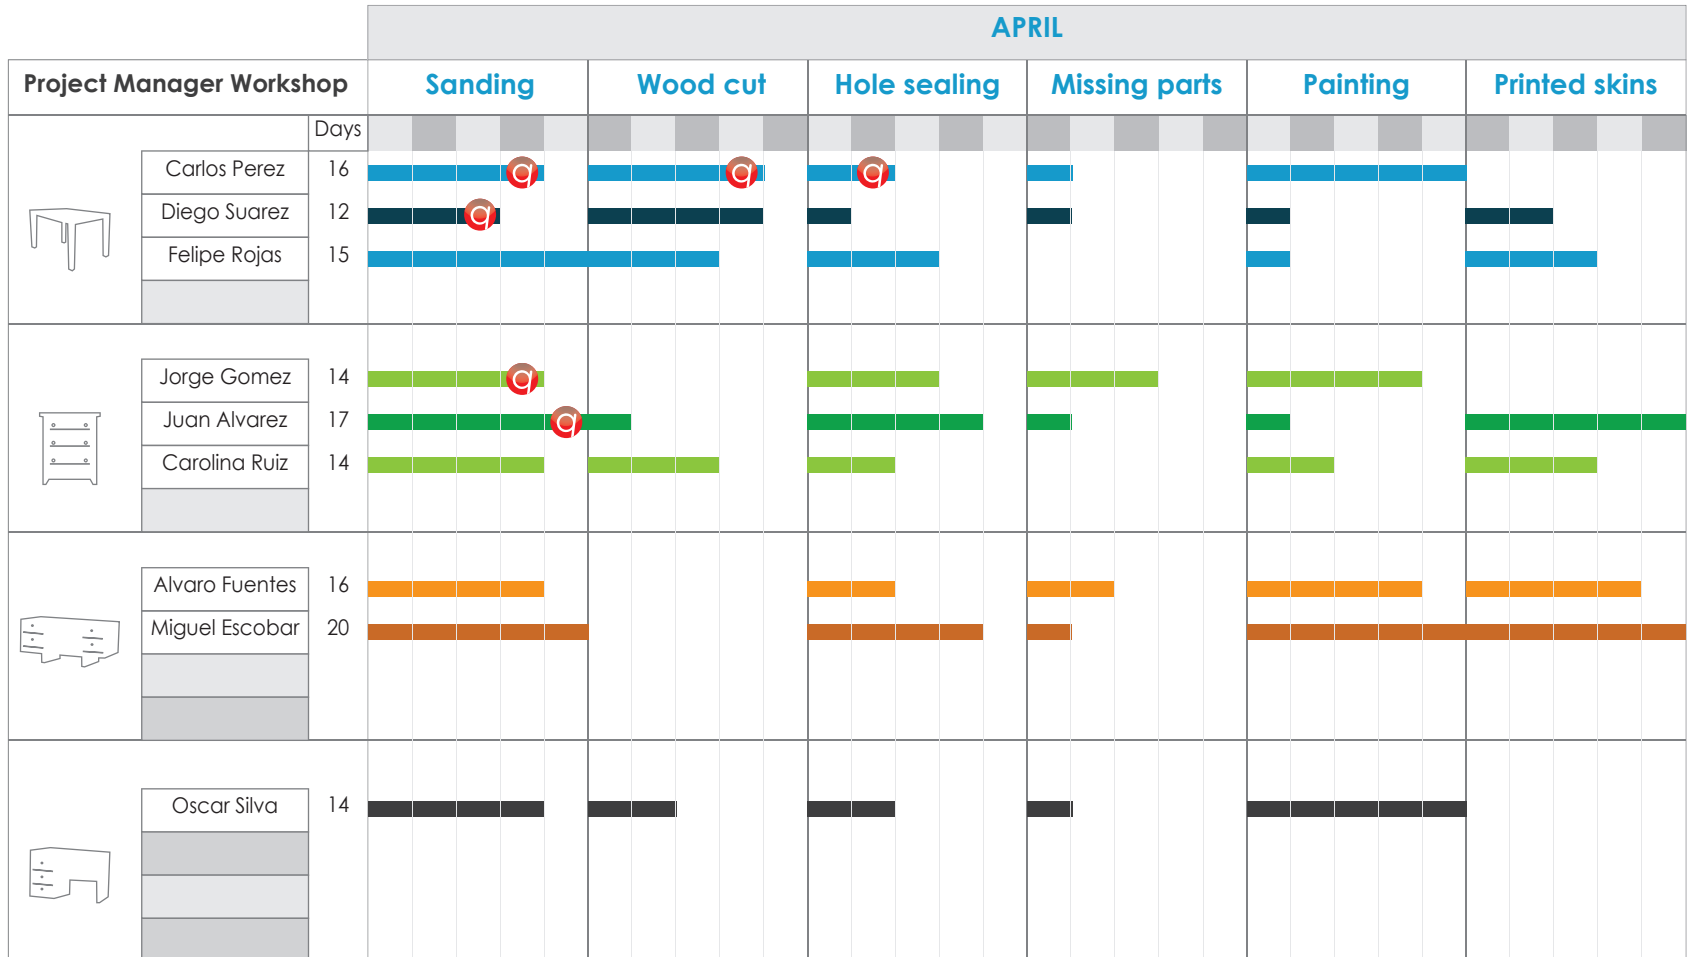 APRIL
Project Manager Workshop Sanding Wood cut Hole sealing Missing parts Painting Printed skins
Days
Carlos Perez 16 q q q
Diego Suarez 12 q
Felipe Rojas 15
Jorge Gomez 14 q
Juan Alvarez 17 q
Carolina Ruiz 14
Alvaro Fuentes 16
Miguel Escobar 20
Oscar Silva 14